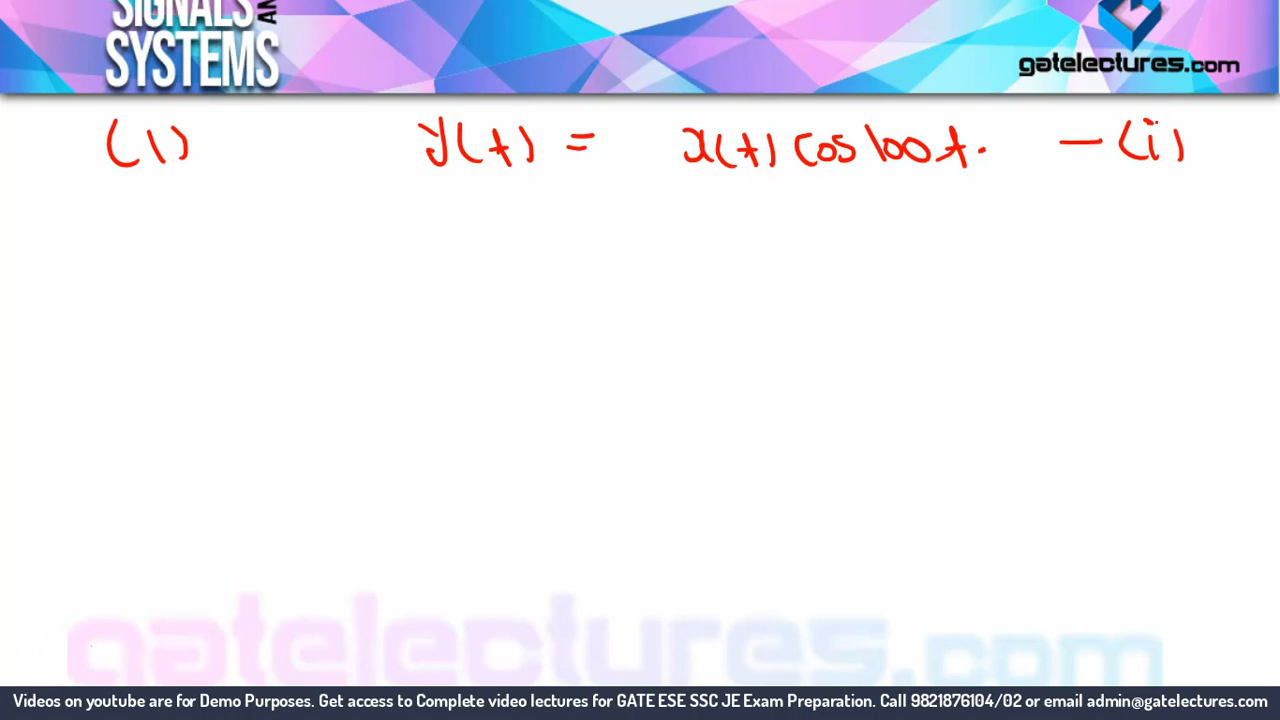 SIGNALS AND
SYSTEMS
gatelectures.com
(1) y(t) = x(t) cos 100t. — (i)
gatelectures.com
Videos on youtube are for Demo Purposes. Get access to Complete video lectures for GATE ESE SSC JE Exam Preparation. Call 9821876104/02 or email admin@gatelectures.com